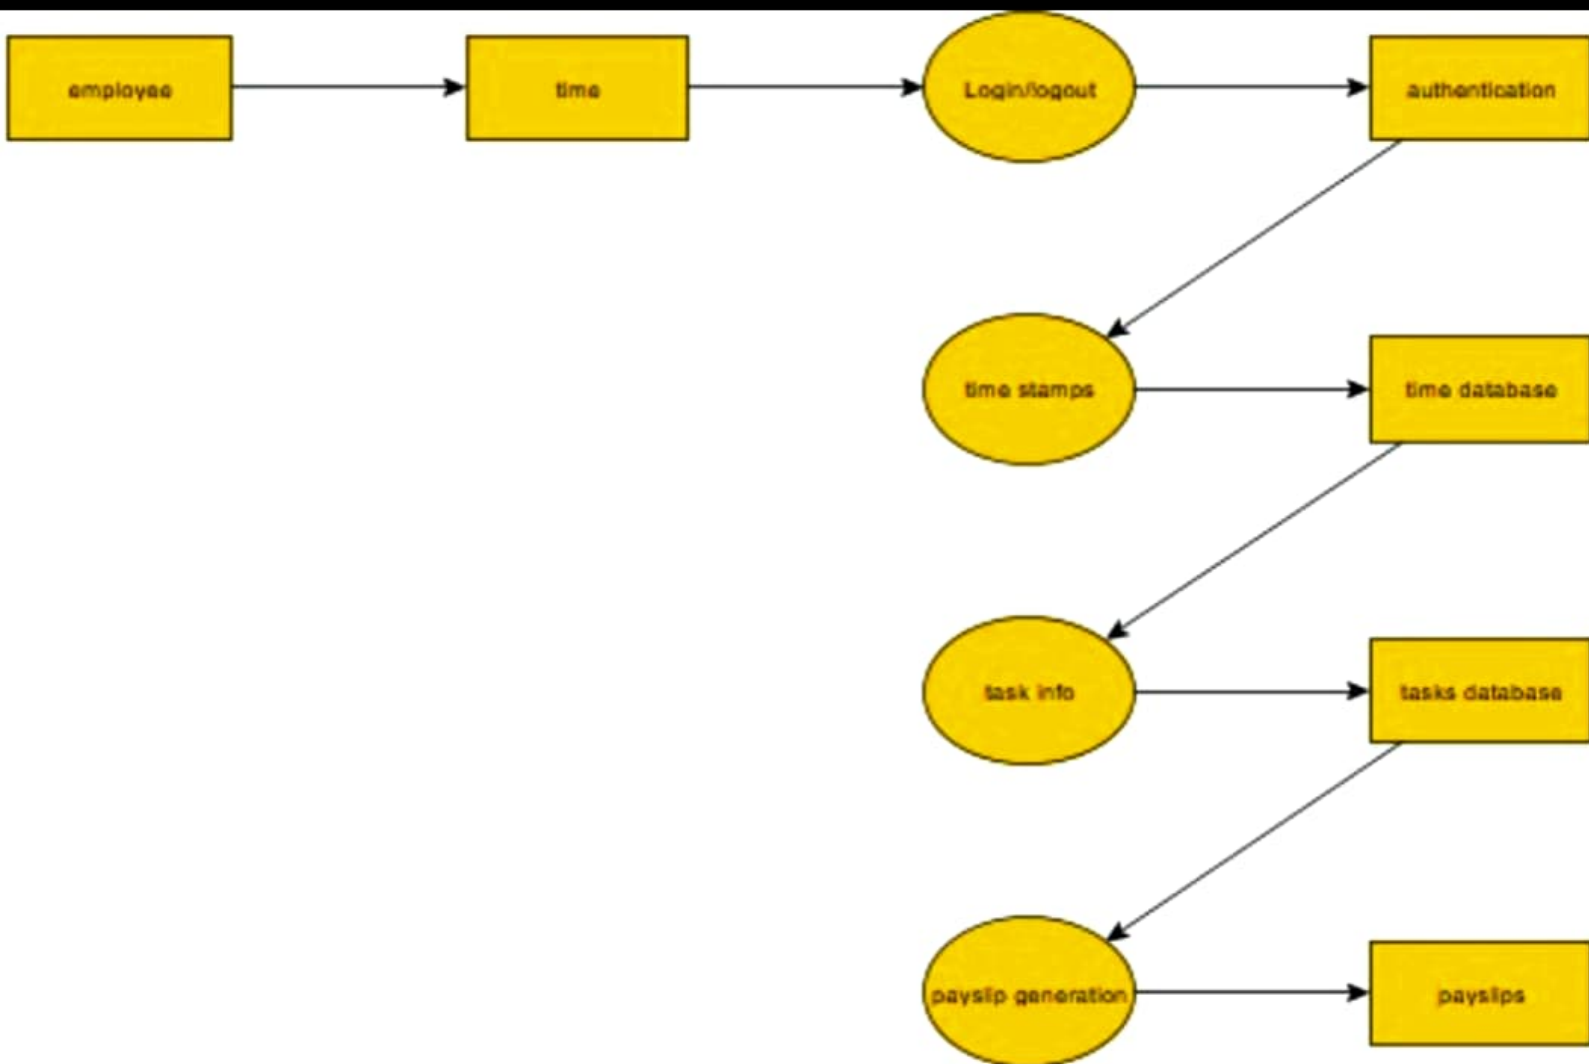 employee
time
Login/logout
authentication
time stamps
time database
task info
tasks database
payslip generation
payslips